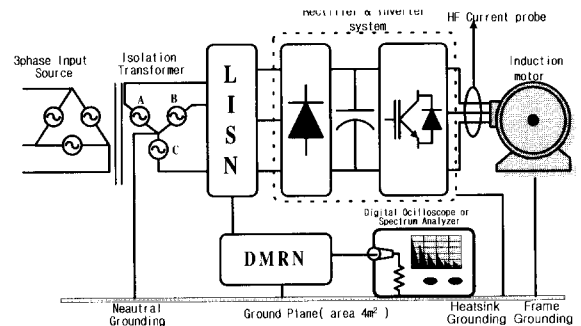 Rectifier & Inverter
system
HF Current probe
3phase Input
Source
Isolation
Transformer
Induction
motor
L
I
S
N
A
B
C
Digital Ocilloscope or
Spectrum Analyzer
DMRN
Neautral
Grounding
Ground Plane( area 4m²)
Heatsink
Grounding
Frame
Grounding